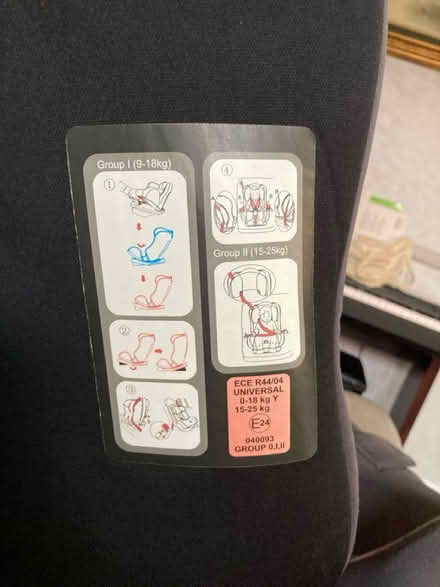 Group I (9-18kg)
1
2
3
4
Group II (15-25kg)
ECE R44/04
UNIVERSAL
0-18 kg Y
15-25 kg
E24
040093
GROUP 0.I.II